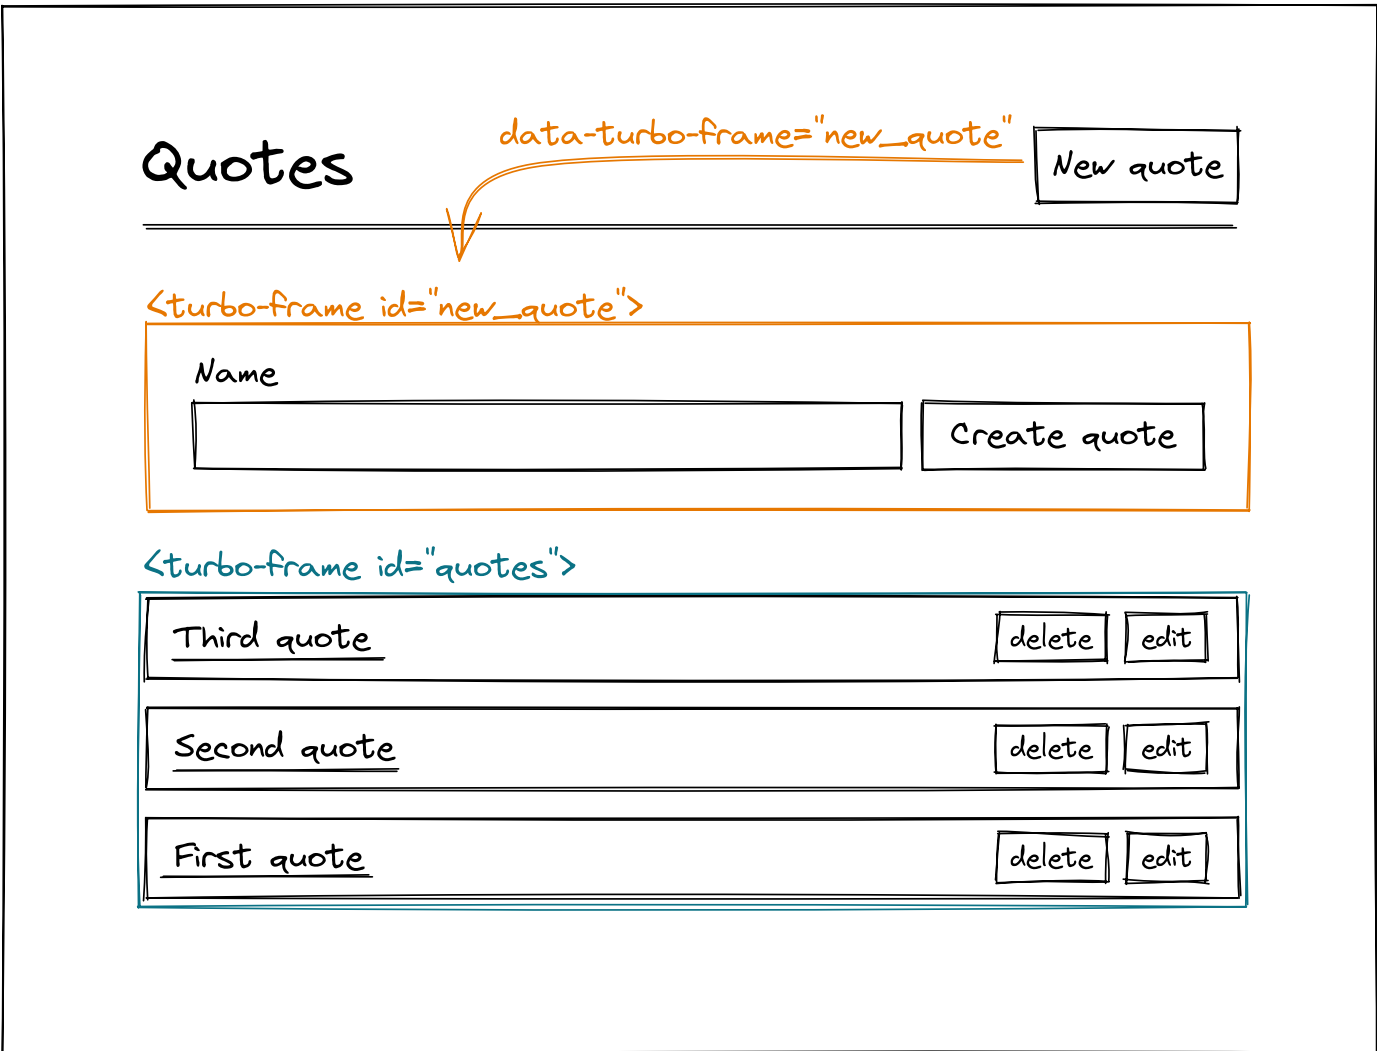 data-turbo-frame="new_quote"
Quotes
New quote
<turbo-frame id="new_quote">
Name
Create quote
<turbo-frame id="quotes">
Third quote delete edit
Second quote delete edit
First quote delete edit